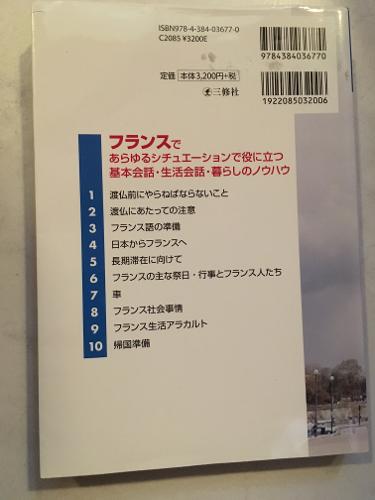 ISBN978-4-384-03677-0
C2085 ¥3200E
定価 本体3,200円+税
三修社
9784384036770
1922085032006
フランスで
あらゆるシチュエーションで役に立つ
基本会話・生活会話・暮らしのノウハウ
1 渡仏前にやらねばならないこと
2 渡仏にあたっての注意
3 フランス語の準備
4 日本からフランスへ
5 長期滞在に向けて
6 フランスの主な祭日・行事とフランス人たち
7 車
8 フランス社会事情
9 フランス生活アラカルト
10 帰国準備